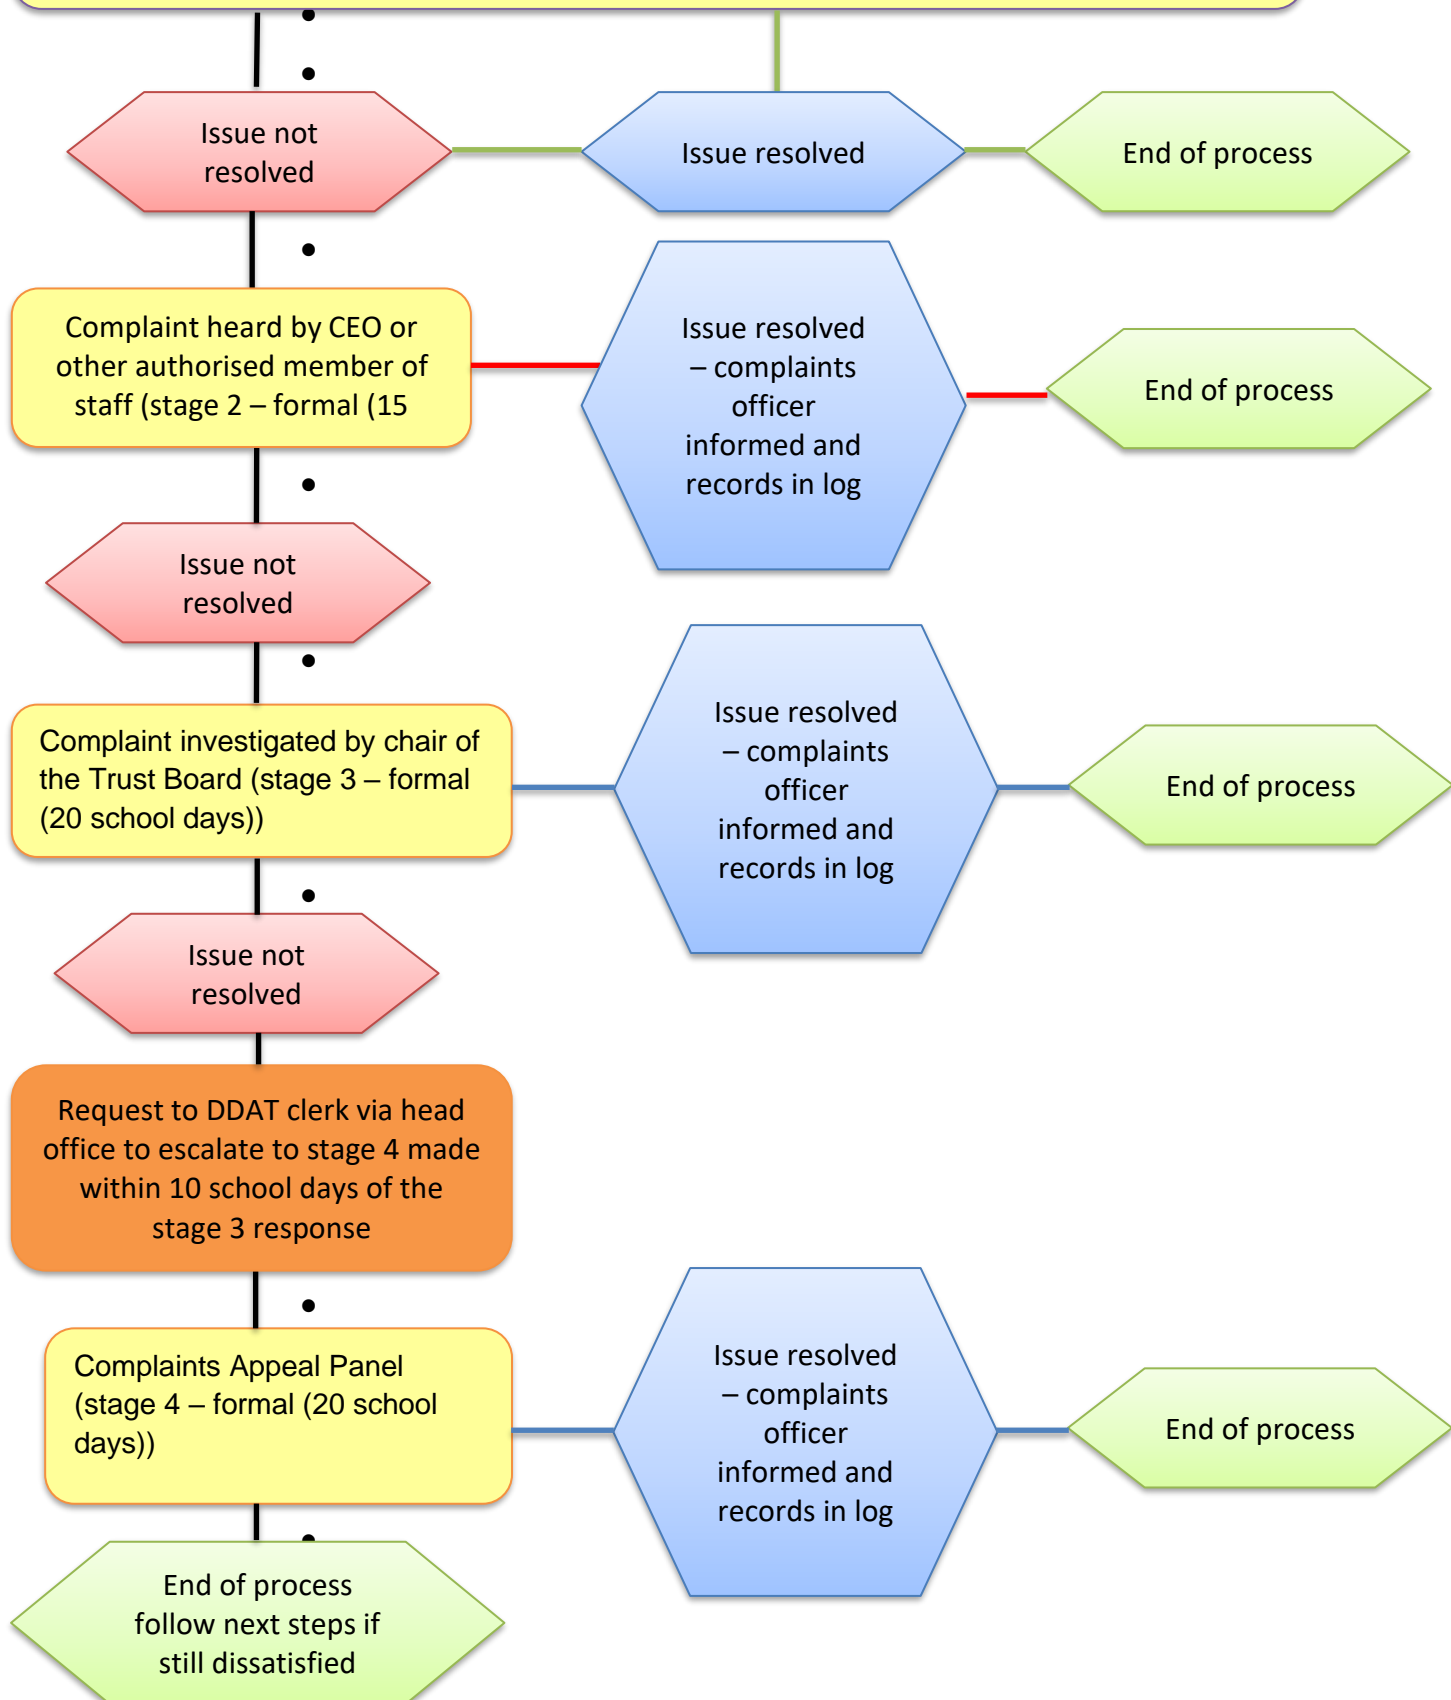 Issue not
resolved
Issue resolved
End of process
Complaint heard by CEO or
other authorised member of
staff (stage 2 – formal (15
Issue resolved
– complaints
officer
informed and
records in log
End of process
Issue not
resolved
Complaint investigated by chair of
the Trust Board (stage 3 – formal
(20 school days))
Issue resolved
– complaints
officer
informed and
records in log
End of process
Issue not
resolved
Request to DDAT clerk via head
office to escalate to stage 4 made
within 10 school days of the
stage 3 response
Complaints Appeal Panel
(stage 4 – formal (20 school
days))
Issue resolved
– complaints
officer
informed and
records in log
End of process
End of process
follow next steps if
still dissatisfied